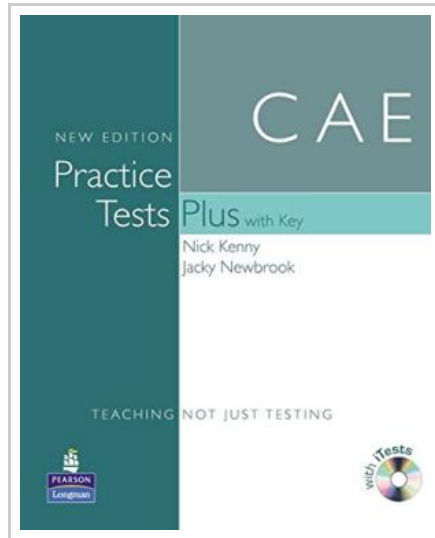 CAE
NEW EDITION
Practice
Tests Plus with Key
Nick Kenny
Jacky Newbrook
TEACHING NOT JUST TESTING
with iTests
PEARSON
Longman